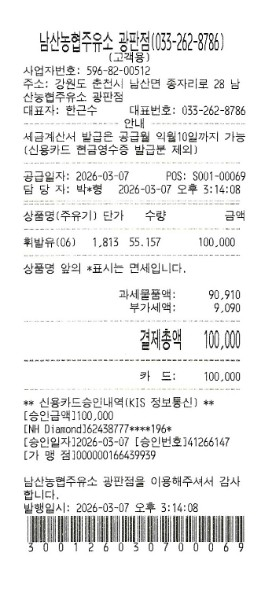 남산농협주유소 광판점(033-262-8786)
(고객용)
사업자번호: 596-82-00512
주소: 강원도 춘천시 남산면 종자리로 28 남
산농협주유소 광판점
대표자: 한근수 대표번호: 033-262-8786
안내
세금계산서 발급은 공급월 익월10일까지 가능
(신용카드 현금영수증 발급분 제외)
공급일자: 2026-03-07 POS: S001-00069
담 당 자: 박*형 2026-03-07 오후 3:14:08
상품명(주유기) 단가 수량 금액
휘발유(06) 1,813 55.157 100,000
상품명 앞의 *표시는 면세입니다.
과세물품액: 90,910
부가세액: 9,090
결제총액 100,000
카 드: 100,000
** 신용카드승인내역(KIS 정보통신) **
[승인금액]100,000
[NH Diamond]62438777****196*
[승인일자]2026-03-07 [승인번호]41266147
[가 맹 점]000000166439939
남산농협주유소 광판점을 이용해주셔서 감사
합니다.
발행일시: 2026-03-07 오후 3:14:08
300126030700069